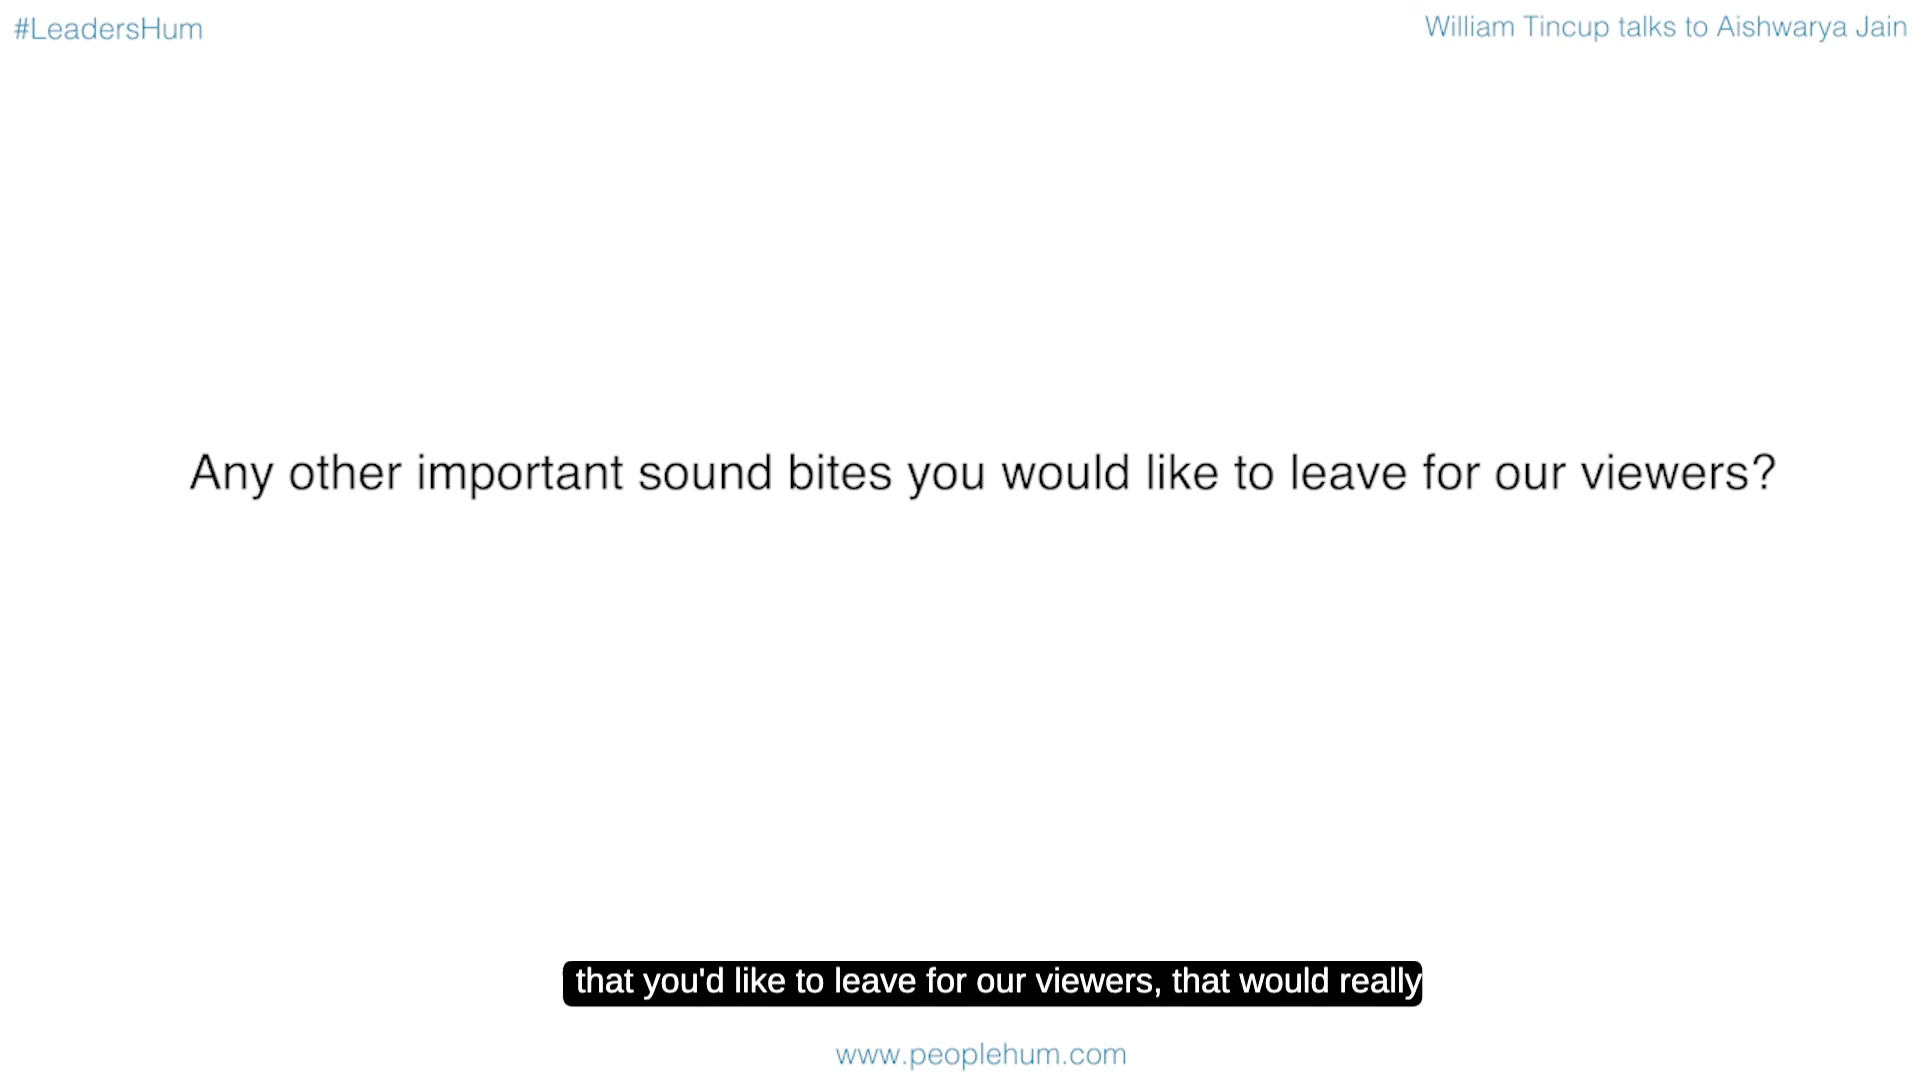 #LeadersHum
William Tincup talks to Aishwarya Jain
Any other important sound bites you would like to leave for our viewers?
that you'd like to leave for our viewers, that would really
www.peoplehum.com